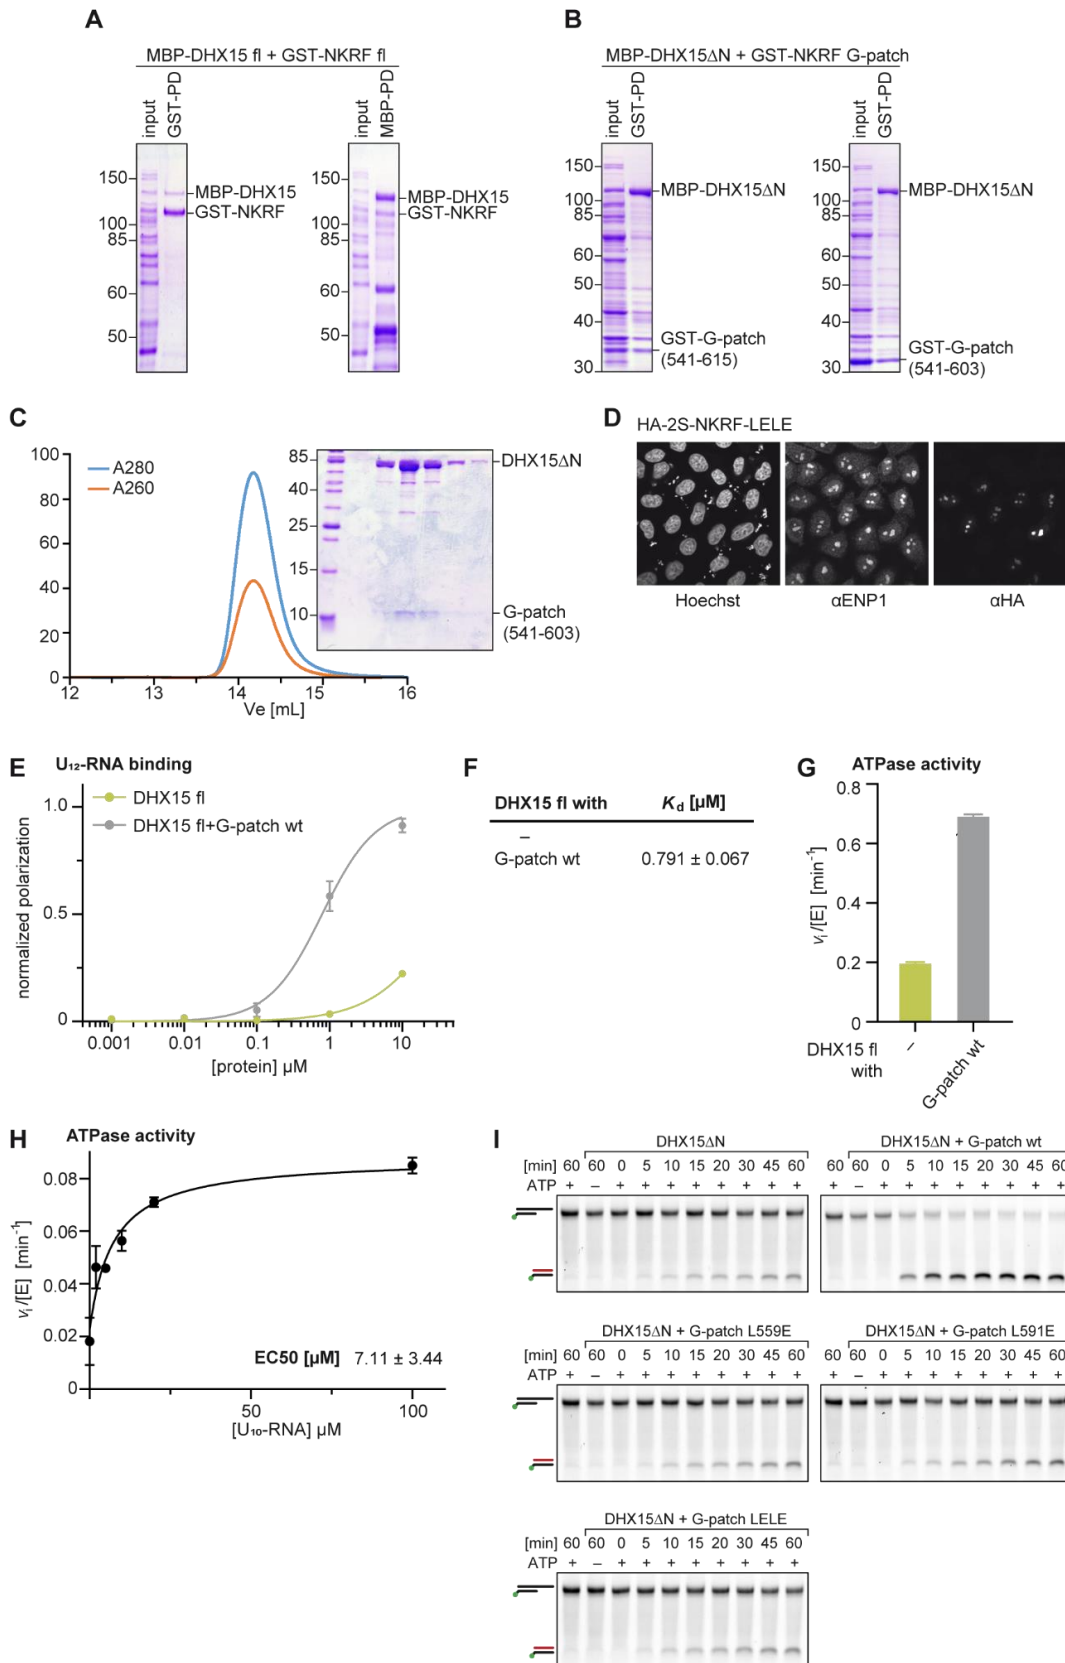 A
MBP-DHX15 fl + GST-NKRF fl
input
GST-PD
input
MBP-PD
150
100
85
60
50
MBP-DHX15
GST-NKRF
150
100
85
60
50
MBP-DHX15
GST-NKRF
B
MBP-DHX15ΔN + GST-NKRF G-patch
input
GST-PD
input
GST-PD
150
100
85
60
50
40
30
MBP-DHX15ΔN
GST-G-patch
(541-615)
150
100
85
60
50
40
30
MBP-DHX15ΔN
GST-G-patch
(541-603)
C
100
80
60
40
20
0
A280
A260
12 13 14 15 16
Ve [mL]
85
40
25
15
10
DHX15ΔN
G-patch
(541-603)
D
HA-2S-NKRF-LELE
Hoechst αENP1 αHA
E
U₁₂-RNA binding
DHX15 fl
DHX15 fl+G-patch wt
normalized polarization
1.0
0.5
0
0.001 0.01 0.1 1 10
[protein] µM
F
DHX15 fl with Kd [µM]
–
G-patch wt 0.791 ± 0.067
G
ATPase activity
vi/[E] [min⁻¹]
0.8
0.6
0.4
0.2
0
DHX15 fl
with
–
G-patch wt
H
ATPase activity
vi/[E] [min⁻¹]
0.08
0.06
0.04
0.02
0
EC50 [µM] 7.11 ± 3.44
50 100
[U₁₀-RNA] µM
I
DHX15ΔN
[min] 60 60 0 5 10 15 20 30 45 60
ATP + – + + + + + + + +
DHX15ΔN + G-patch wt
60 60 0 5 10 15 20 30 45 60
+ – + + + + + + + +
DHX15ΔN + G-patch L559E
[min] 60 60 0 5 10 15 20 30 45 60
ATP + – + + + + + + + +
DHX15ΔN + G-patch L591E
60 60 0 5 10 15 20 30 45 60
+ – + + + + + + + +
DHX15ΔN + G-patch LELE
[min] 60 60 0 5 10 15 20 30 45 60
ATP + – + + + + + + + +